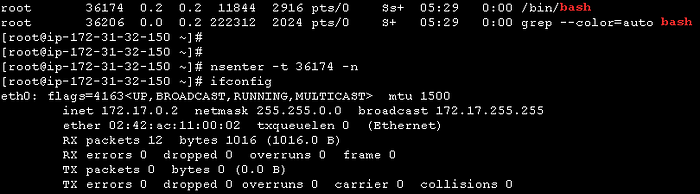 root     36174  0.2  0.2  11844  2916 pts/0    Ss+  05:29   0:00 /bin/bash
root     36206  0.0  0.2 222312  2024 pts/0    S+   05:29   0:00 grep --color=auto bash
[root@ip-172-31-32-150 ~]#
[root@ip-172-31-32-150 ~]# nsenter -t 36174 -n
[root@ip-172-31-32-150 ~]# ifconfig
eth0: flags=4163<UP,BROADCAST,RUNNING,MULTICAST>  mtu 1500
        inet 172.17.0.2  netmask 255.255.0.0  broadcast 172.17.255.255
        ether 02:42:ac:11:00:02  txqueuelen 0  (Ethernet)
        RX packets 12  bytes 1016 (1016.0 B)
        RX errors 0  dropped 0  overruns 0  frame 0
        TX packets 0  bytes 0 (0.0 B)
        TX errors 0  dropped 0 overruns 0  carrier 0  collisions 0